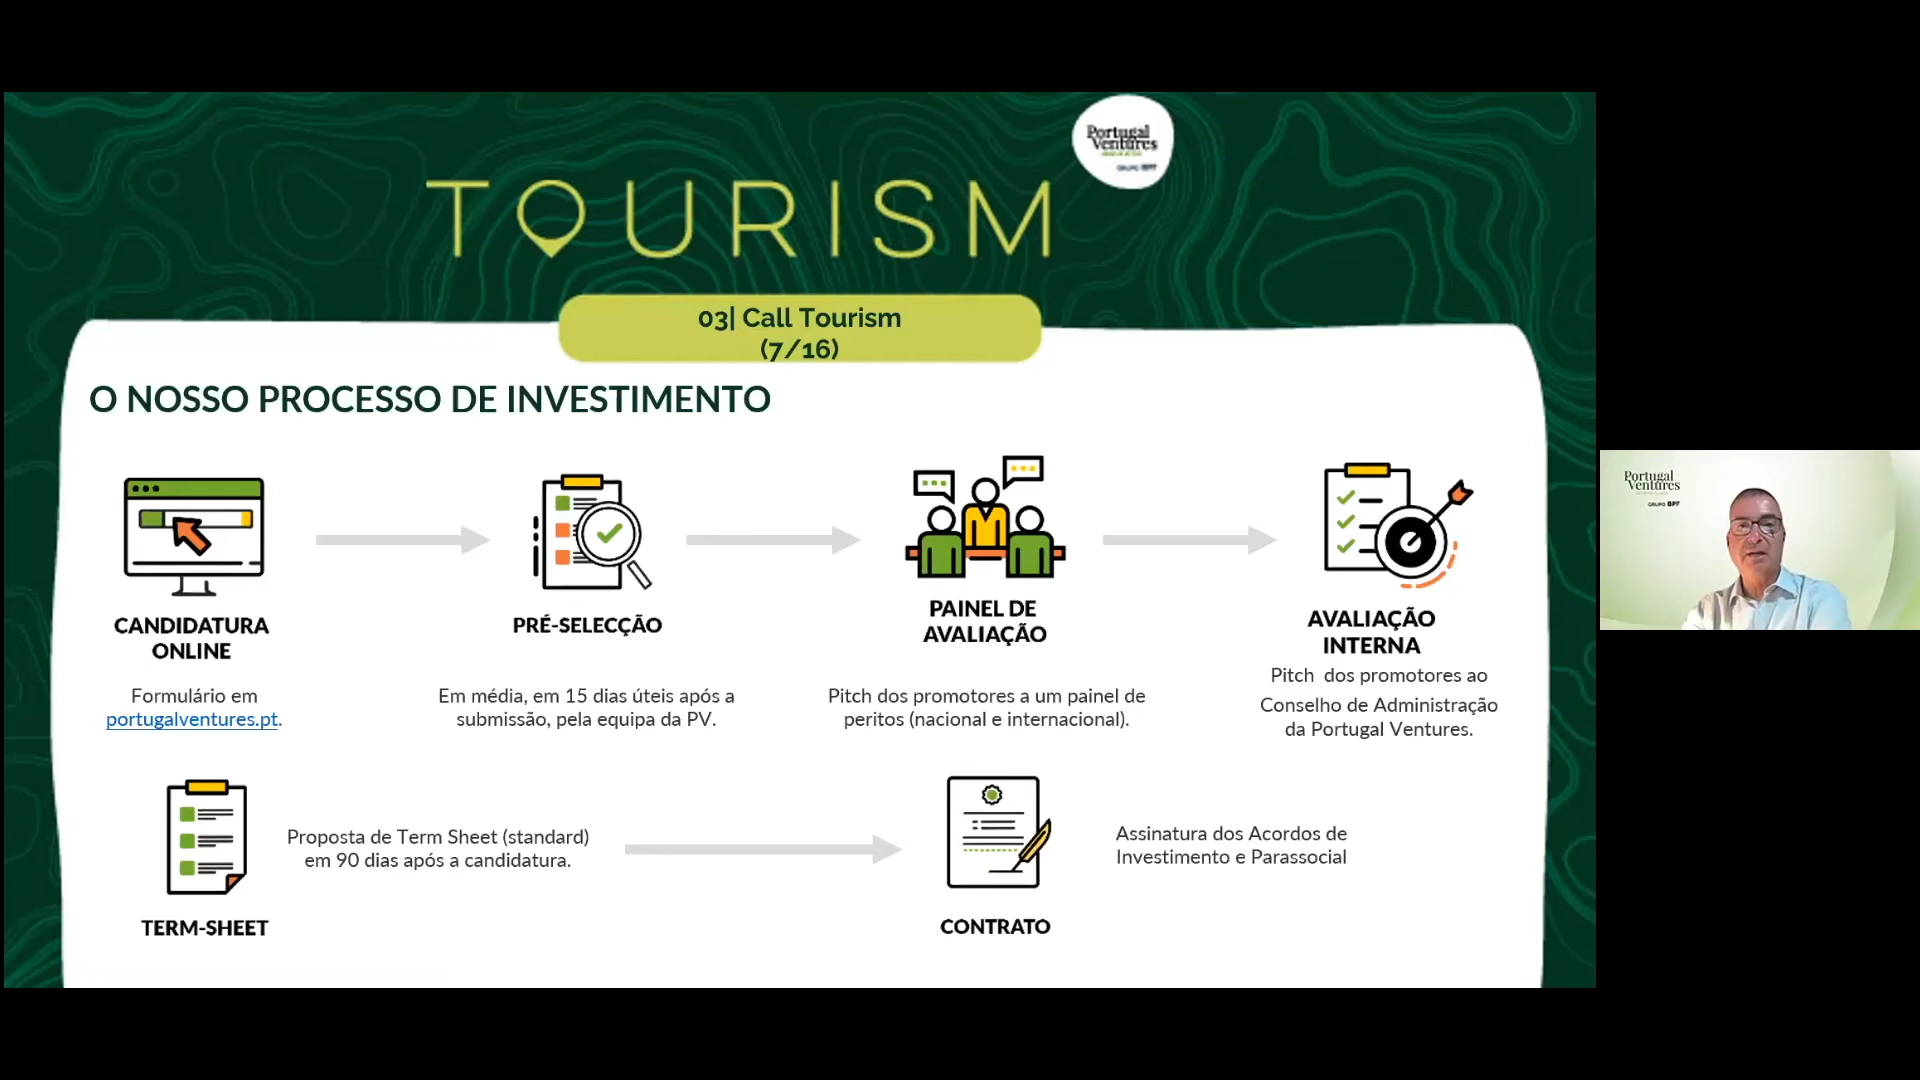 Portugal
Ventures
GRUPO BPF
TOURISM
03| Call Tourism
(7/16)
O NOSSO PROCESSO DE INVESTIMENTO
CANDIDATURA
ONLINE
Formulário em
portugalventures.pt.
PRÉ-SELECÇÃO
Em média, em 15 dias úteis após a
submissão, pela equipa da PV.
PAINEL DE
AVALIAÇÃO
Pitch dos promotores a um painel de
peritos (nacional e internacional).
AVALIAÇÃO
INTERNA
Pitch  dos promotores ao
Conselho de Administração
da Portugal Ventures.
TERM-SHEET
Proposta de Term Sheet (standard)
em 90 dias após a candidatura.
CONTRATO
Assinatura dos Acordos de
Investimento e Parassocial
Portugal
Ventures
GRUPO BPF